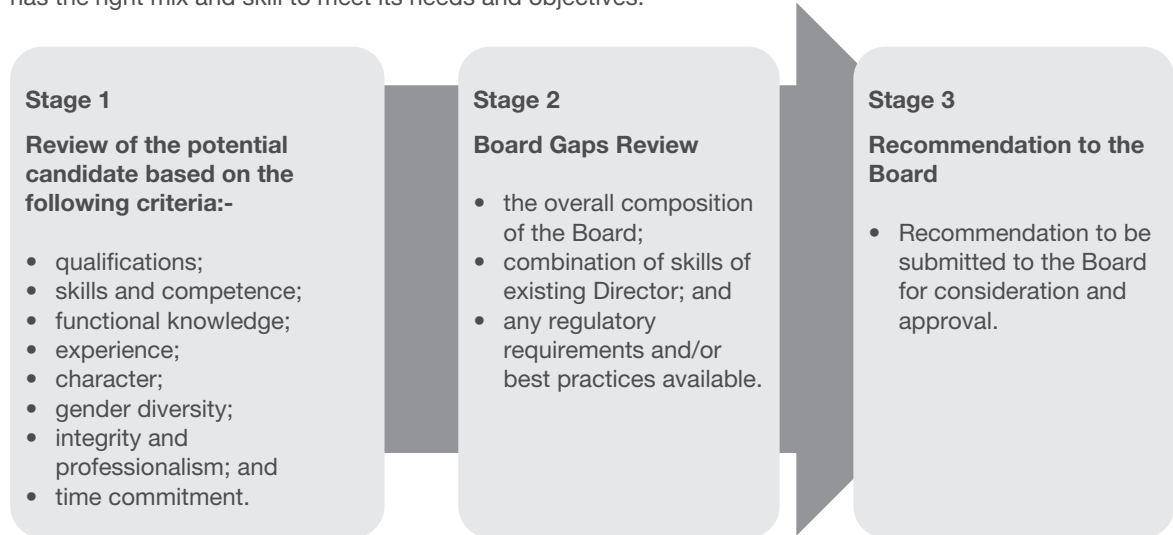 has the right mix and skill to meet its needs and objectives.
Stage 1
Review of the potential
candidate based on the
following criteria:-
• qualifications;
• skills and competence;
• functional knowledge;
• experience;
• character;
• gender diversity;
• integrity and
professionalism; and
• time commitment.
Stage 2
Board Gaps Review
• the overall composition
of the Board;
• combination of skills of
existing Director; and
• any regulatory
requirements and/or
best practices available.
Stage 3
Recommendation to the
Board
• Recommendation to be
submitted to the Board
for consideration and
approval.